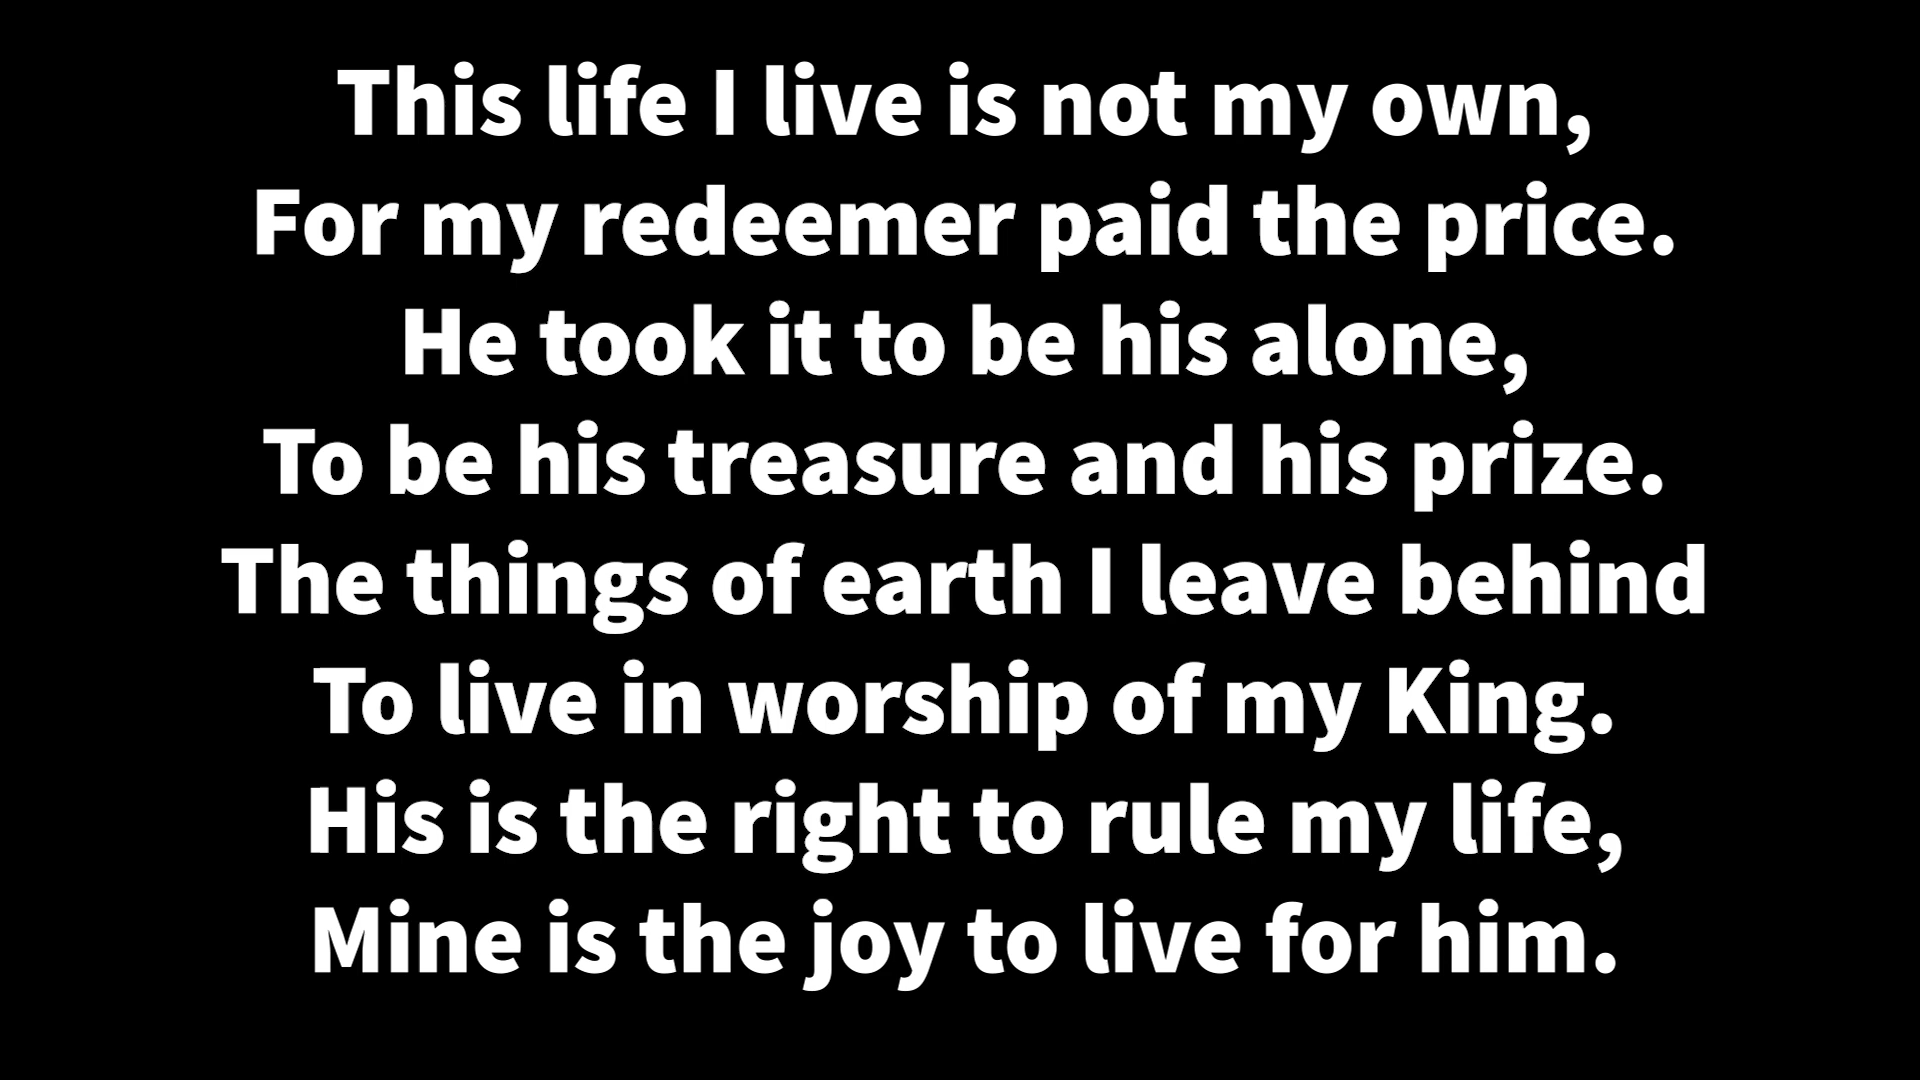 This life I live is not my own,
For my redeemer paid the price.
He took it to be his alone,
To be his treasure and his prize.
The things of earth I leave behind
To live in worship of my King.
His is the right to rule my life,
Mine is the joy to live for him.